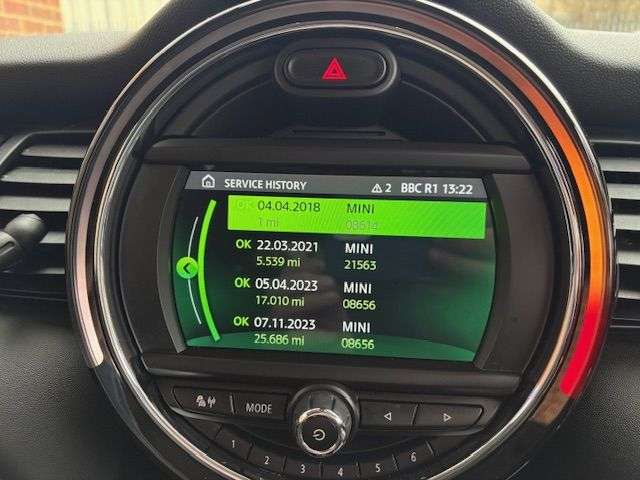 SERVICE HISTORY 2 BBC R1 13:22
OK 04.04.2018 MINI
1 mi 08614
OK 22.03.2021 MINI
5.539 mi 21563
OK 05.04.2023 MINI
17.010 mi 08656
OK 07.11.2023 MINI
25.686 mi 08656
MODE
1 2 3 4 5 6